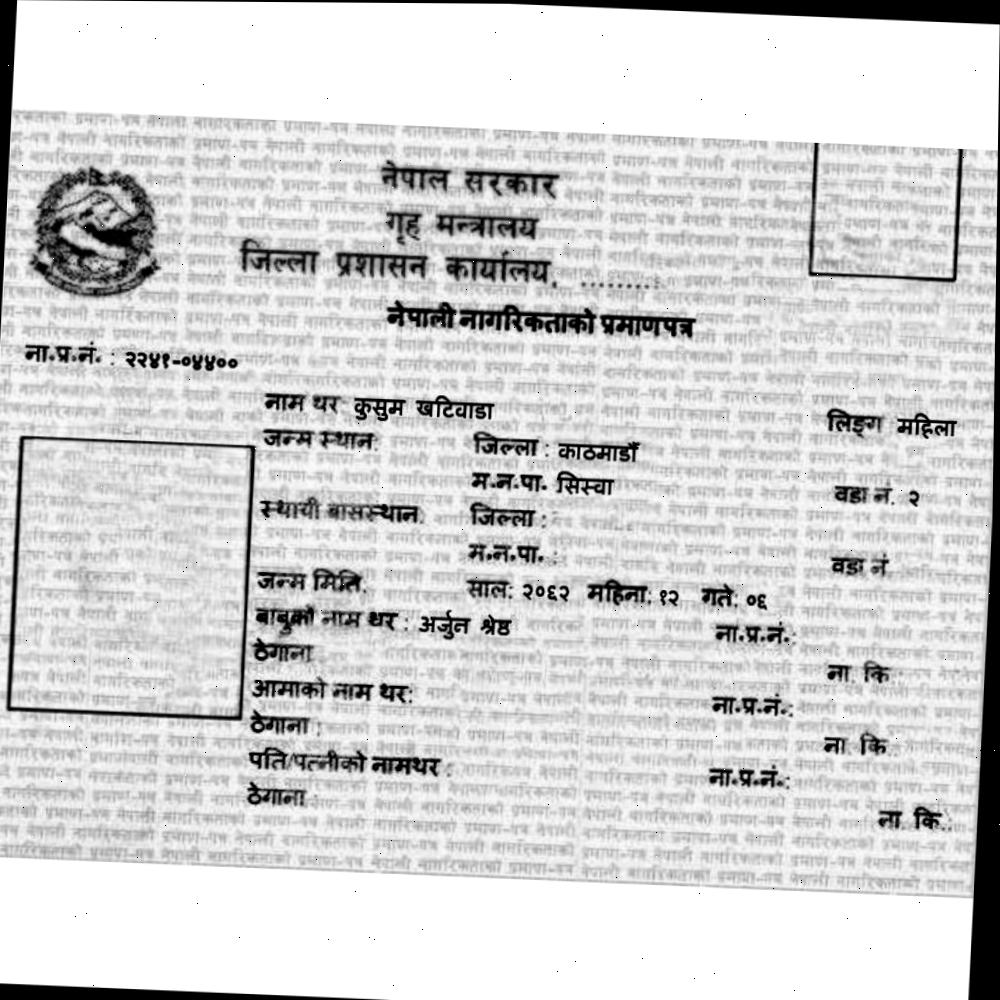 नेपाल सरकार
गृह मन्त्रालय
जिल्ला प्रशासन कार्यालय, .........
नेपाली नागरिकताको प्रमाणपत्र
ना.प्र.नं. : २२४१-०४४००
नाम थर कुसुम खटिवाडा लिङ्ग महिला
जन्म स्थान: जिल्ला : काठमाडौँ
म.न.पा. सिस्वा वडा नं. २
स्थायी बासस्थान: जिल्ला :
म.न.पा. : वडा नं
जन्म मिति: साल: २०६२ महिना: १२ गते: ०६
बाबुको नाम थर : अर्जुन श्रेष्ठ ना.प्र.नं.:
ठेगाना ना. कि.:
आमाको नाम थर: ना.प्र.नं.:
ठेगाना : ना. कि.
पति/पत्नीको नामथर : ना.प्र.नं.:
ठेगाना : ना. कि.: